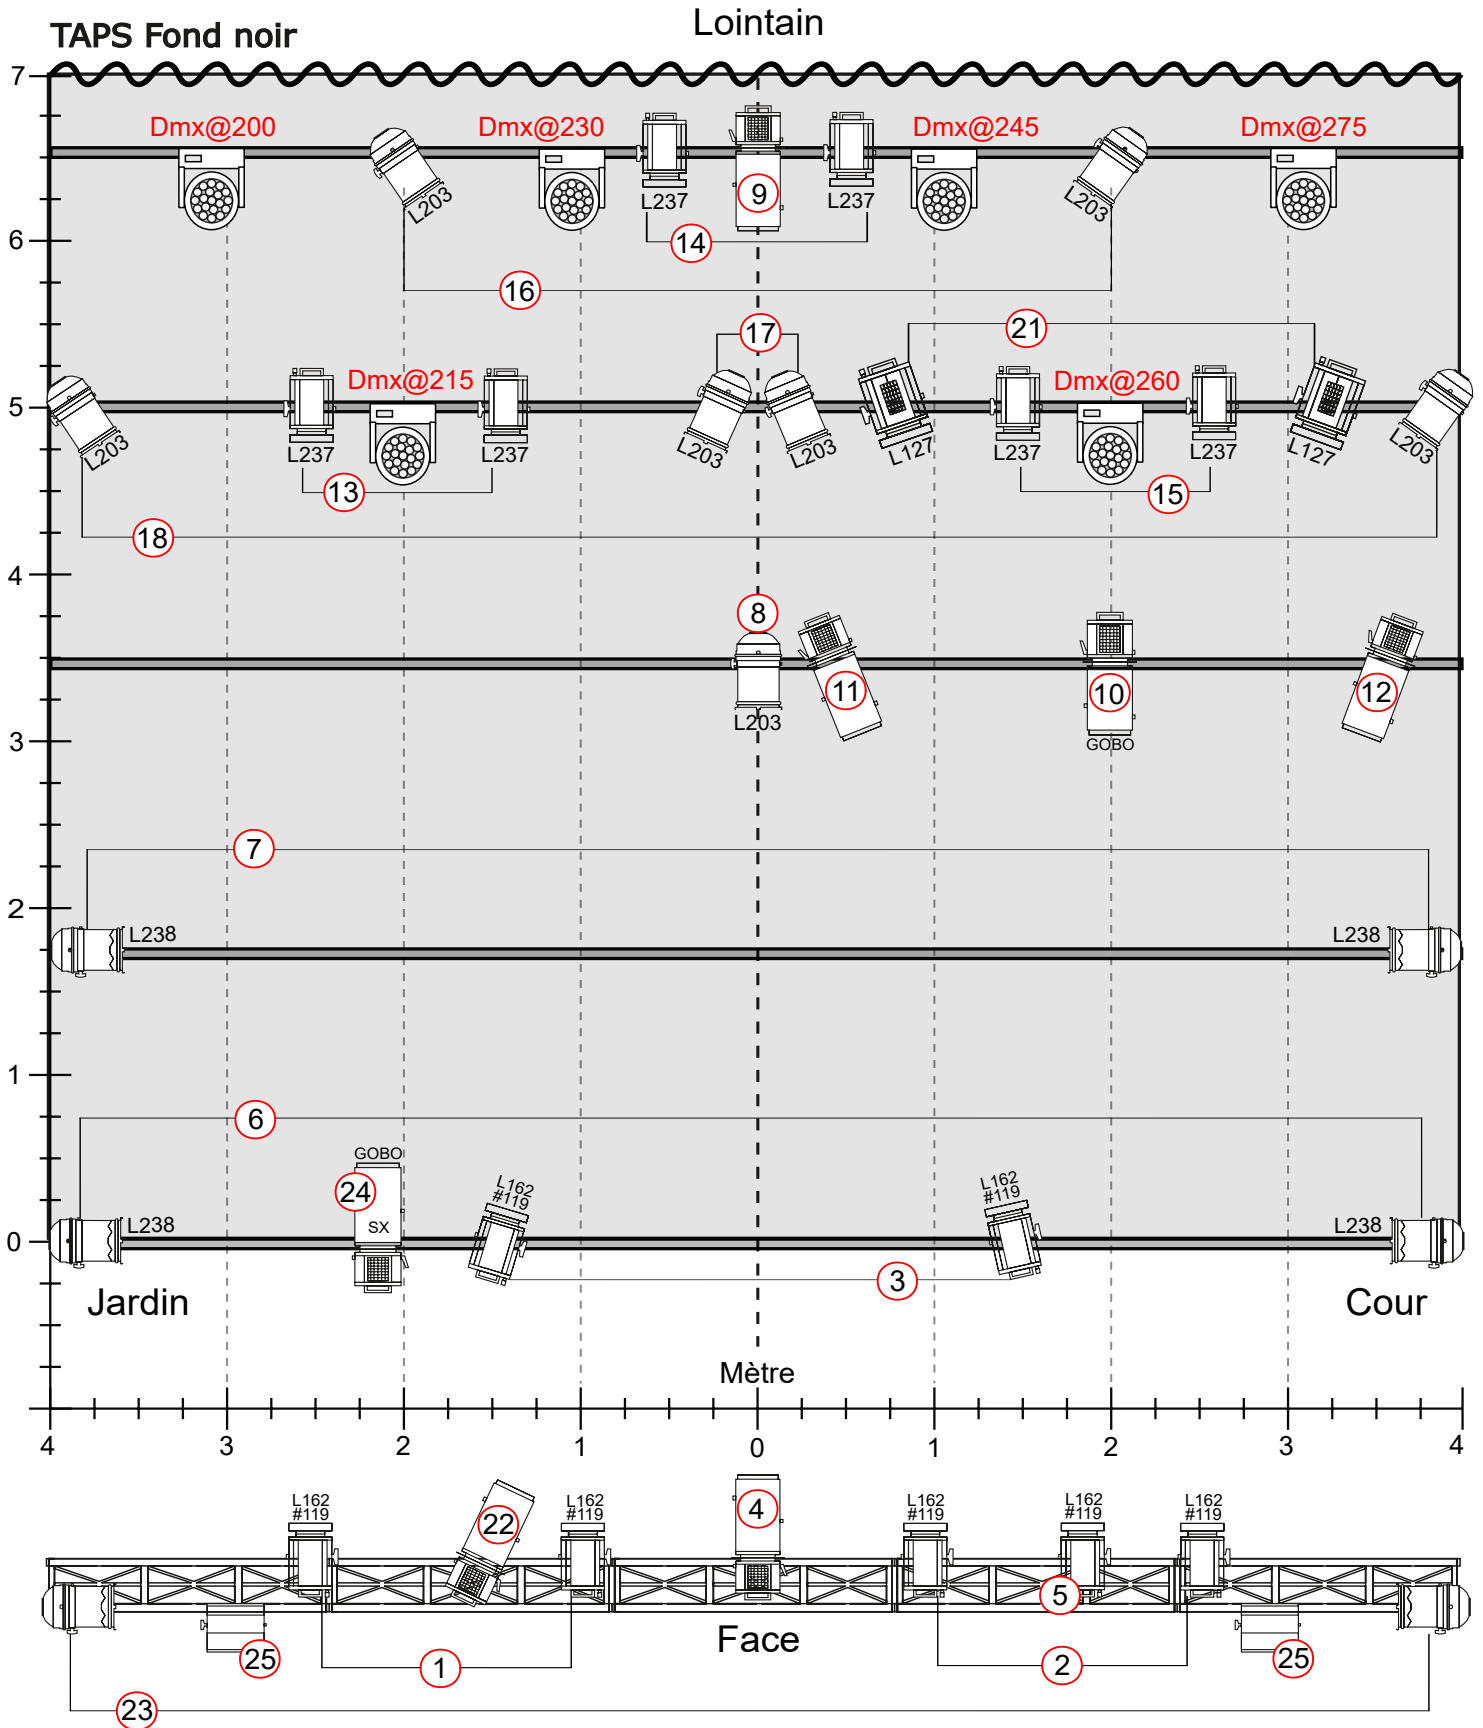 Lointain
TAPS Fond noir
7
Dmx@200
Dmx@230
Dmx@245
Dmx@275
L203
L237
9
L237
L203
6
14
16
17
21
Dmx@215
Dmx@260
5
L203
L237
L237
L203
L203
L127
L237
L237
L127
L203
13
15
18
4
8
11
10
12
L203
GOBO
3
7
2
L238
L238
1
6
GOBO
24
SX
L162
#119
L162
#119
L238
L238
0
3
Jardin
Cour
Mètre
4
3
2
1
0
1
2
3
4
L162
#119
22
L162
#119
4
L162
#119
L162
#119
L162
#119
5
Face
25
1
2
25
23